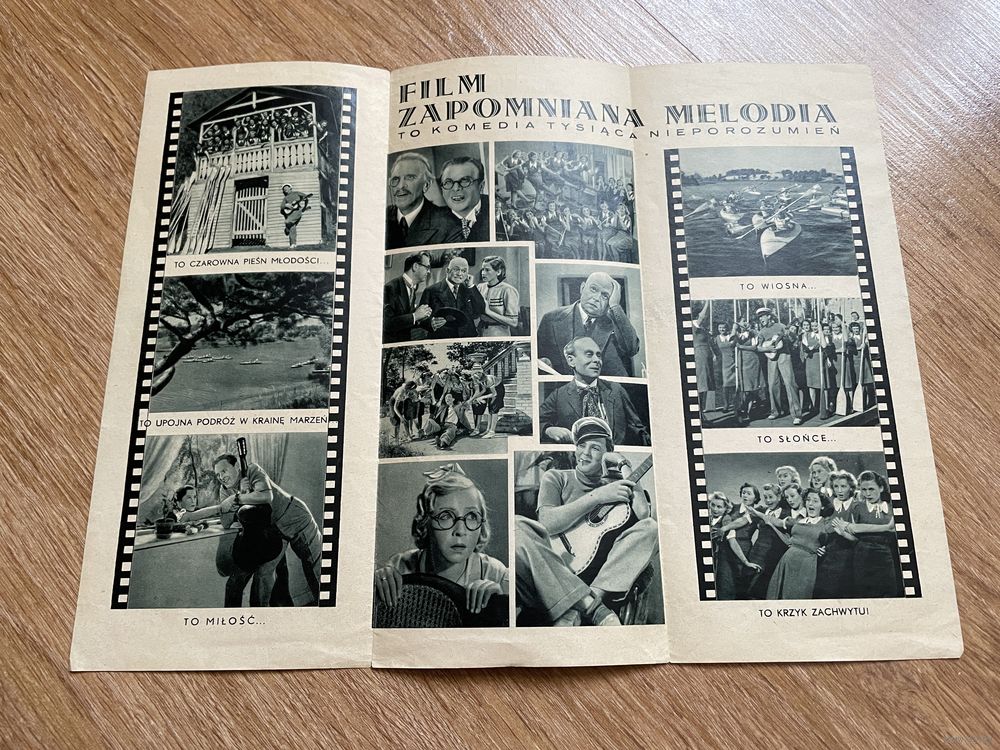 FILM
ZAPOMNIANA MELODIA
TO KOMEDIA TYSIĄCA NIEPOROZUMIEŃ
TO CZAROWNA PIEŚN MŁODOŚCI...
TO UPOJNA PODRÓŻ W KRAINĘ MARZEŃ
TO MIŁOŚĆ...
TO WIOSNA...
TO SŁOŃCE...
TO KRZYK ZACHWYTU!